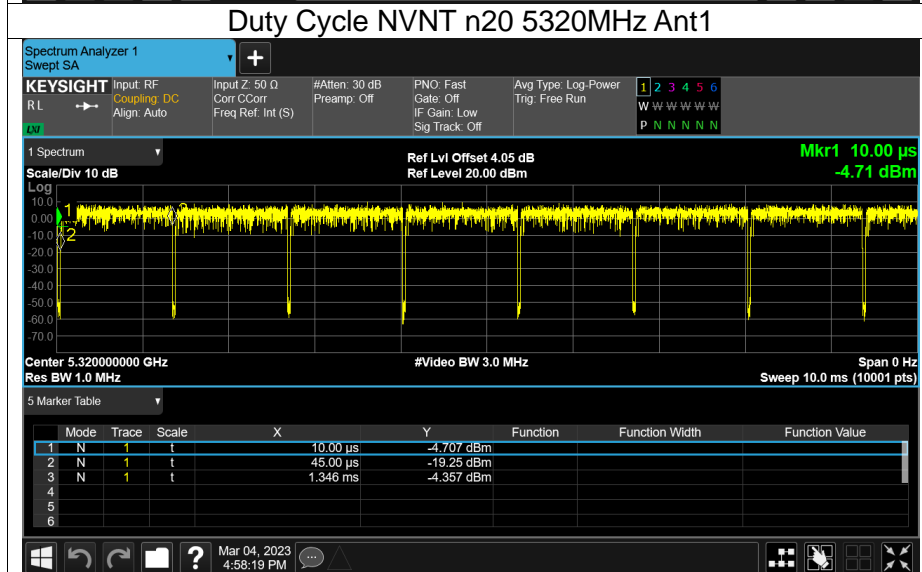 Duty Cycle NVNT n20 5320MHz Ant1
Spectrum Analyzer 1
Swept SA
+
KEYSIGHT Input: RF Input Z: 50 Ω #Atten: 30 dB PNO: Fast Avg Type: Log-Power 1 2 3 4 5 6
R L Coupling: DC Corr CCorr Preamp: Off Gate: Off Trig: Free Run W W W W W W
Align: Auto Freq Ref: Int (S) IF Gain: Low
LXI Sig Track: Off P N N N N N
1 Spectrum Ref Lvl Offset 4.05 dB Mkr1 10.00 µs
Scale/Div 10 dB Ref Level 20.00 dBm -4.71 dBm
Log
10.0
0.00
-10.0
-20.0
-30.0
-40.0
-50.0
-60.0
-70.0
1
2
3
Center 5.320000000 GHz #Video BW 3.0 MHz Span 0 Hz
Res BW 1.0 MHz Sweep 10.0 ms (10001 pts)
5 Marker Table
Mode Trace Scale X Y Function Function Width Function Value
1 N 1 t 10.00 µs -4.707 dBm
2 N 1 t 45.00 µs -19.25 dBm
3 N 1 t 1.346 ms -4.357 dBm
4
5
6
? Mar 04, 2023
4:58:19 PM